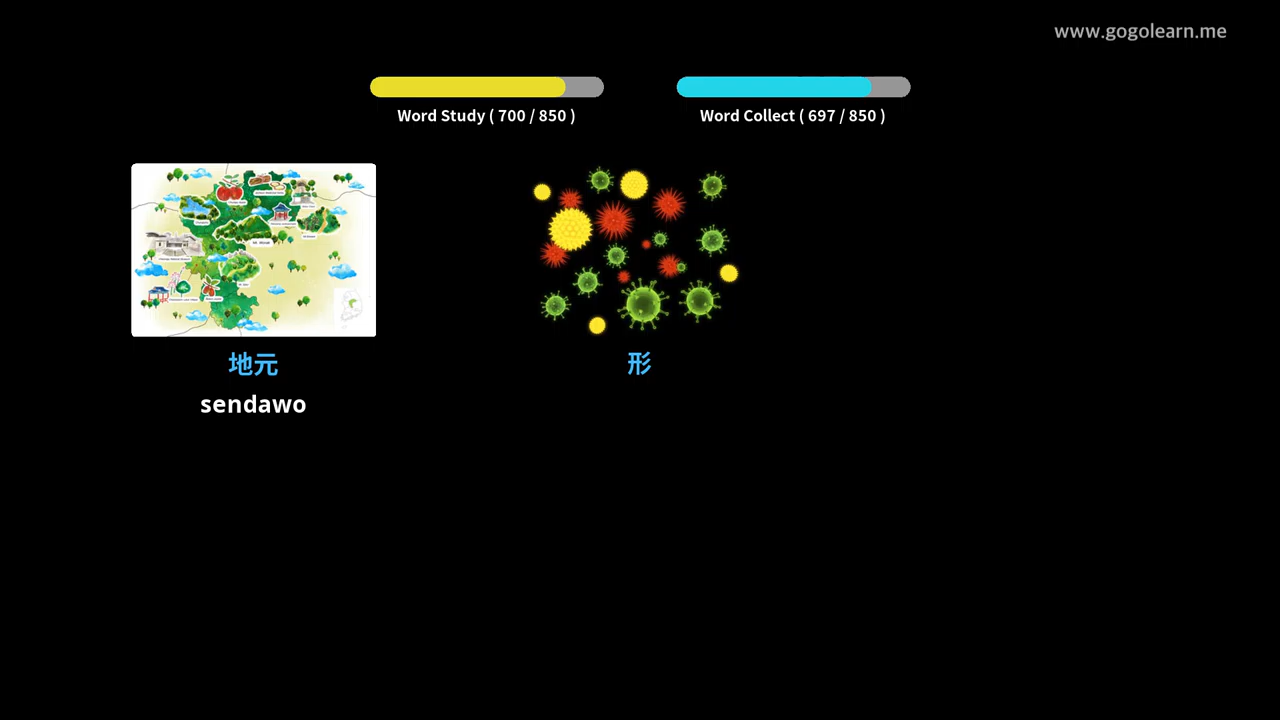 www.gogolearn.me
Word Study ( 700 / 850 )
Word Collect ( 697 / 850 )
地元
形
sendawo